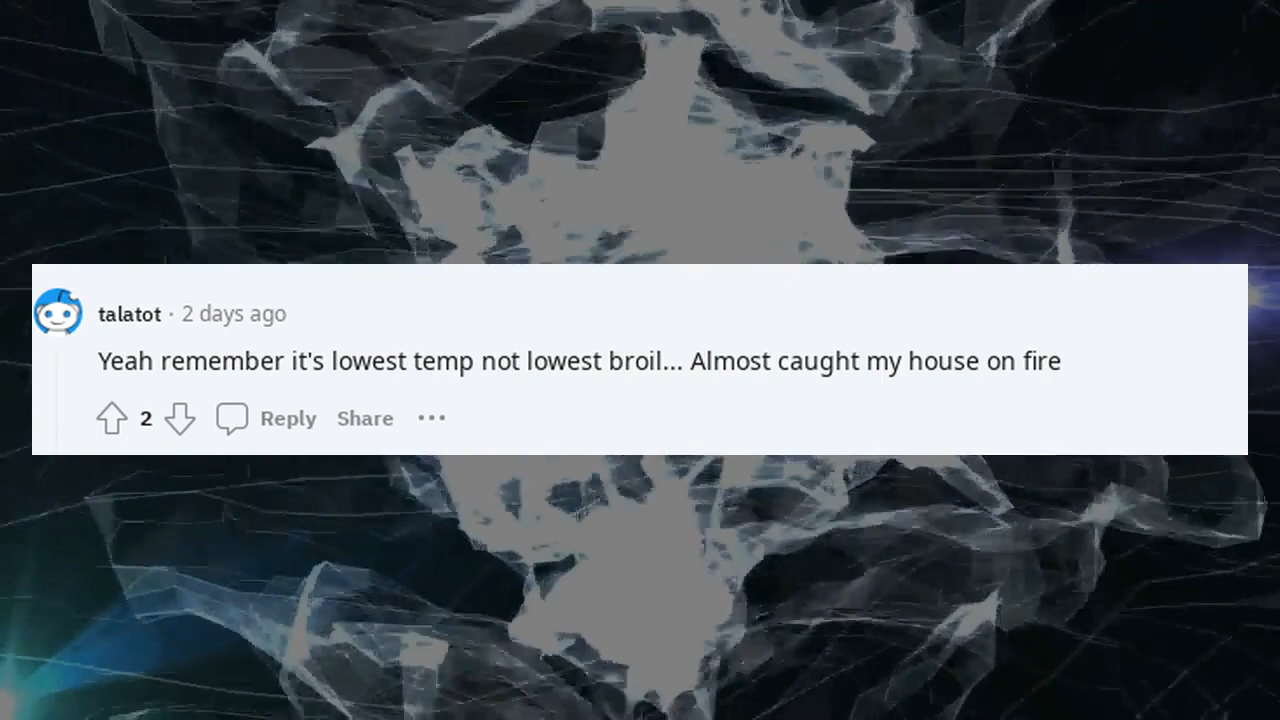 talatot · 2 days ago
Yeah remember it's lowest temp not lowest broil... Almost caught my house on fire
2 Reply Share ···